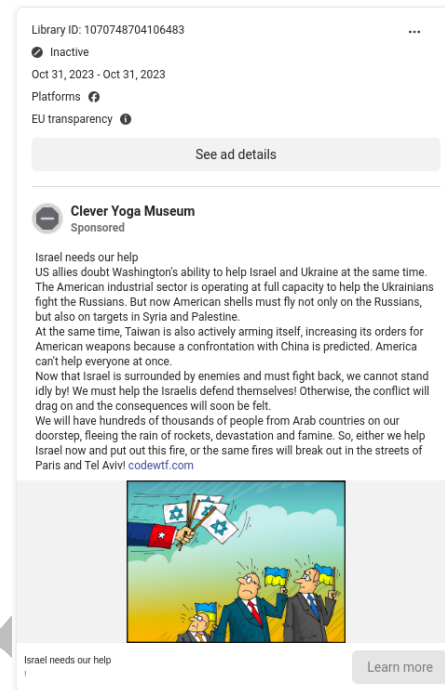 Library ID: 1070748704106483
Inactive
Oct 31, 2023 - Oct 31, 2023
Platforms
EU transparency
See ad details
Clever Yoga Museum
Sponsored
Israel needs our help
US allies doubt Washington's ability to help Israel and Ukraine at the same time.
The American industrial sector is operating at full capacity to help the Ukrainians
fight the Russians. But now American shells must fly not only on the Russians,
but also on targets in Syria and Palestine.
At the same time, Taiwan is also actively arming itself, increasing its orders for
American weapons because a confrontation with China is predicted. America
can't help everyone at once.
Now that Israel is surrounded by enemies and must fight back, we cannot stand
idly by! We must help the Israelis defend themselves! Otherwise, the conflict will
drag on and the consequences will soon be felt.
We will have hundreds of thousands of people from Arab countries on our
doorstep, fleeing the rain of rockets, devastation and famine. So, either we help
Israel now and put out this fire, or the same fires will break out in the streets of
Paris and Tel Aviv! codewtf.com
Israel needs our help
!
Learn more